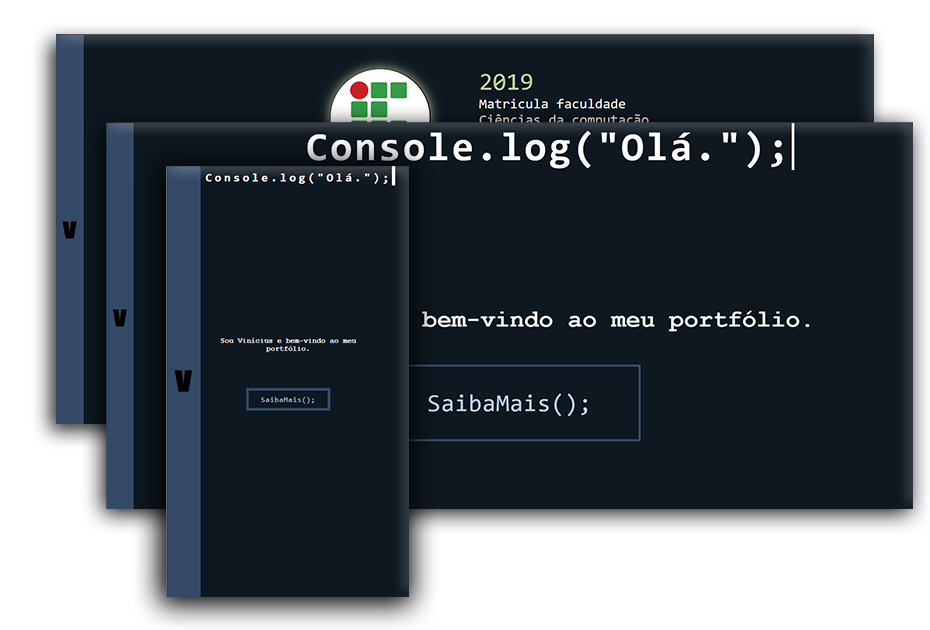 2019
Matricula faculdade
Ciências da computação
Console.log("Olá.");
Console.log("Olá.");
V
V
bem-vindo ao meu portfólio.
Sou Vinícius e bem-vindo ao meu
portfólio.
V
SaibaMais();
SaibaMais();